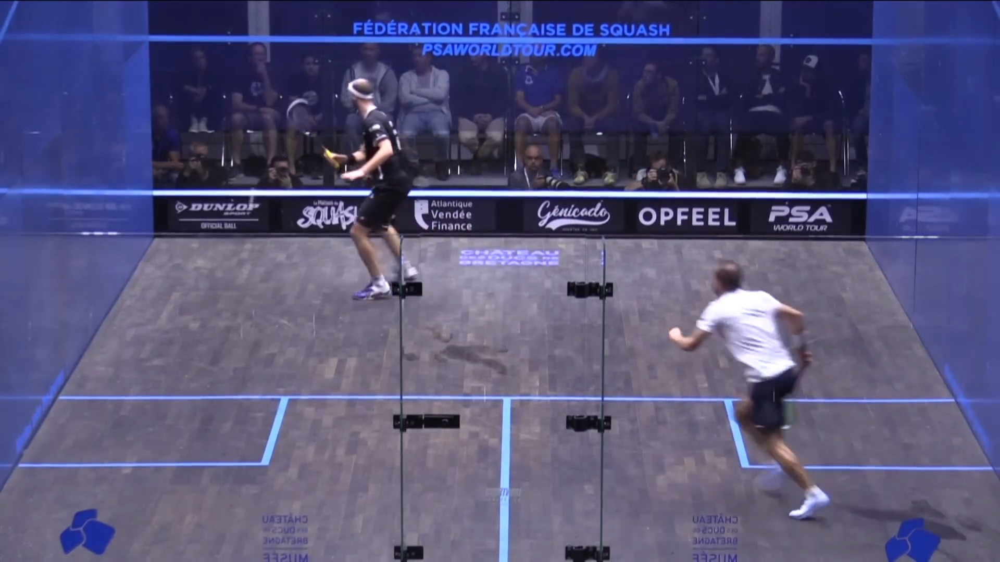 FÉDÉRATION FRANÇAISE DE SQUASH
PSAWORLDTOUR.COM
DUNLOP
SPORT
OFFICIAL BALL
La Maison du
SQUASH
Atlantique
Vendée
Finance
Génicado
OPFEEL
PSA
WORLD TOUR
CHÂTEAU
DES DUCS DE
BRETAGNE
CHÂTEAU
DES DUCS DE
BRETAGNE
MUSÉE
CHÂTEAU
DES DUCS DE
BRETAGNE
MUSÉE